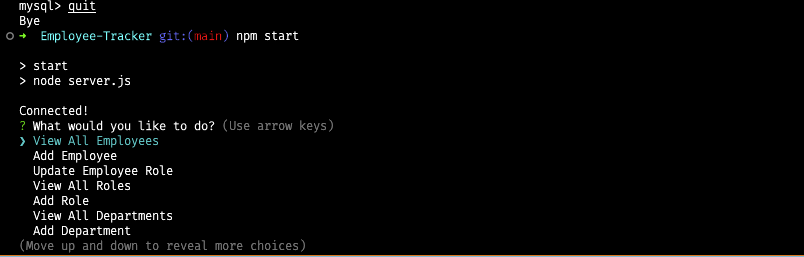 mysql> quit
Bye
➜  Employee-Tracker git:(main) npm start
> start
> node server.js
Connected!
? What would you like to do? (Use arrow keys)
❯ View All Employees
Add Employee
Update Employee Role
View All Roles
Add Role
View All Departments
Add Department
(Move up and down to reveal more choices)